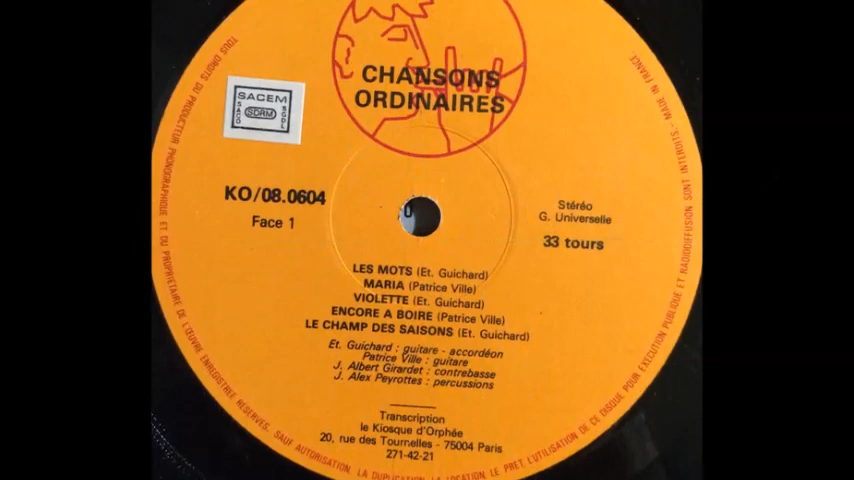 CHANSONS
ORDINAIRES
SACEM
SACD
SDRM
SGDL
KO/08.0604
Face 1
Stéréo
G. Universelle
33 tours
LES MOTS (Et. Guichard)
MARIA (Patrice Ville)
VIOLETTE (Et. Guichard)
ENCORE A BOIRE (Patrice Ville)
LE CHAMP DES SAISONS (Et. Guichard)
Et. Guichard : guitare - accordéon
Patrice Ville : guitare
J. Albert Girardet : contrebasse
J. Alex Peyrottes : percussions
Transcription
le Kiosque d'Orphée
20, rue des Tournelles - 75004 Paris
271-42-21
TOUS DROITS DU PRODUCTEUR PHONOGRAPHIQUE ET DU PROPRIETAIRE DE L'ŒUVRE ENREGISTREE RESERVES. SAUF AUTORISATION LA DUPLICATION, LA LOCATION, LE PRET, L'UTILISATION DE CE DISQUE POUR EXECUTION PUBLIQUE ET RADIODIFFUSION SONT INTERDITS - MADE IN FRANCE.